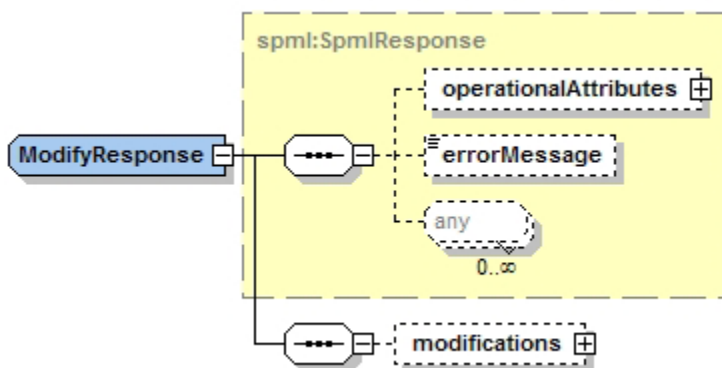 spml:SpmlResponse
operationalAttributes
ModifyResponse
errorMessage
any
0..∞
modifications